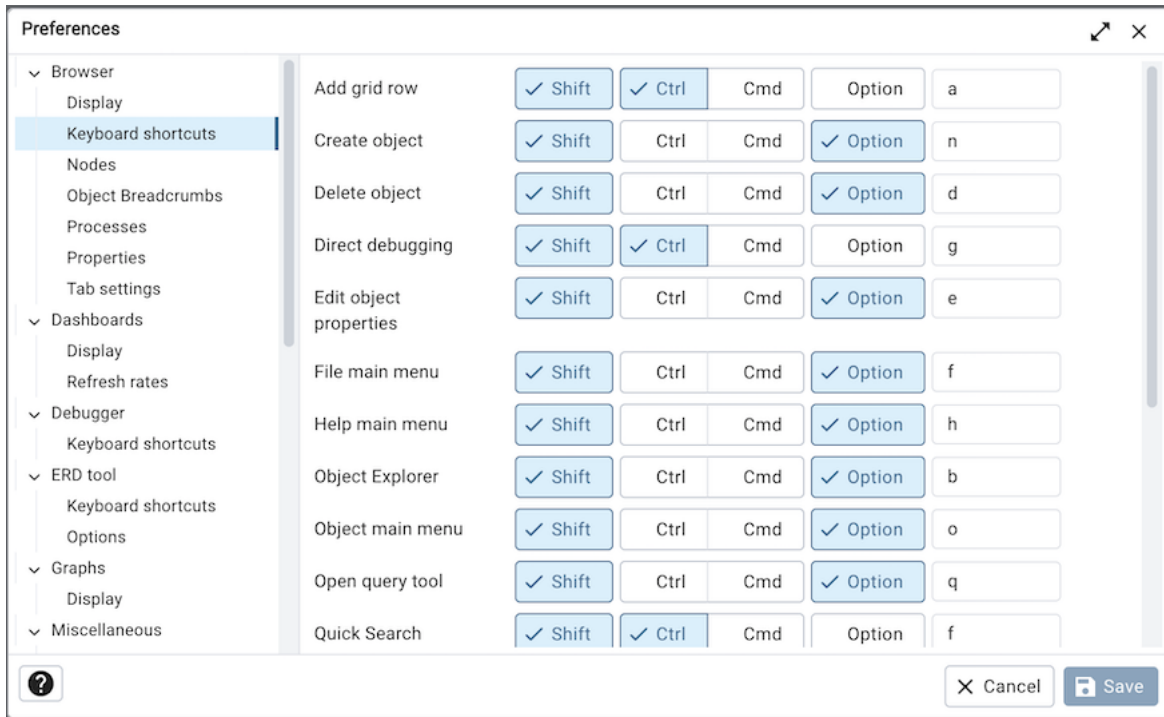 Preferences
Browser
Display
Keyboard shortcuts
Nodes
Object Breadcrumbs
Processes
Properties
Tab settings
Dashboards
Display
Refresh rates
Debugger
Keyboard shortcuts
ERD tool
Keyboard shortcuts
Options
Graphs
Display
Miscellaneous
Add grid row Shift Ctrl Cmd Option a
Create object Shift Ctrl Cmd Option n
Delete object Shift Ctrl Cmd Option d
Direct debugging Shift Ctrl Cmd Option g
Edit object Shift Ctrl Cmd Option e
properties
File main menu Shift Ctrl Cmd Option f
Help main menu Shift Ctrl Cmd Option h
Object Explorer Shift Ctrl Cmd Option b
Object main menu Shift Ctrl Cmd Option o
Open query tool Shift Ctrl Cmd Option q
Quick Search Shift Ctrl Cmd Option f
? Cancel Save